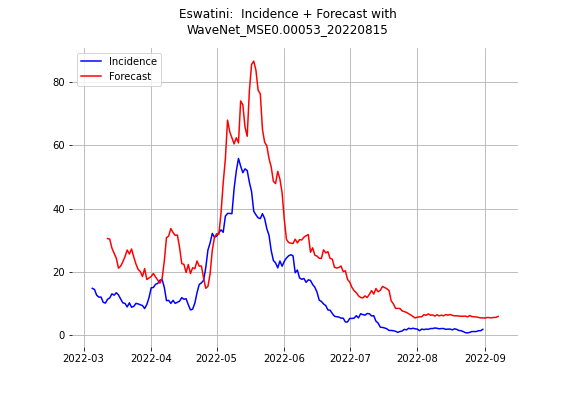 Eswatini:  Incidence + Forecast with
WaveNet_MSE0.00053_20220815
Incidence
Forecast
80
60
40
20
0
2022-03 2022-04 2022-05 2022-06 2022-07 2022-08 2022-09